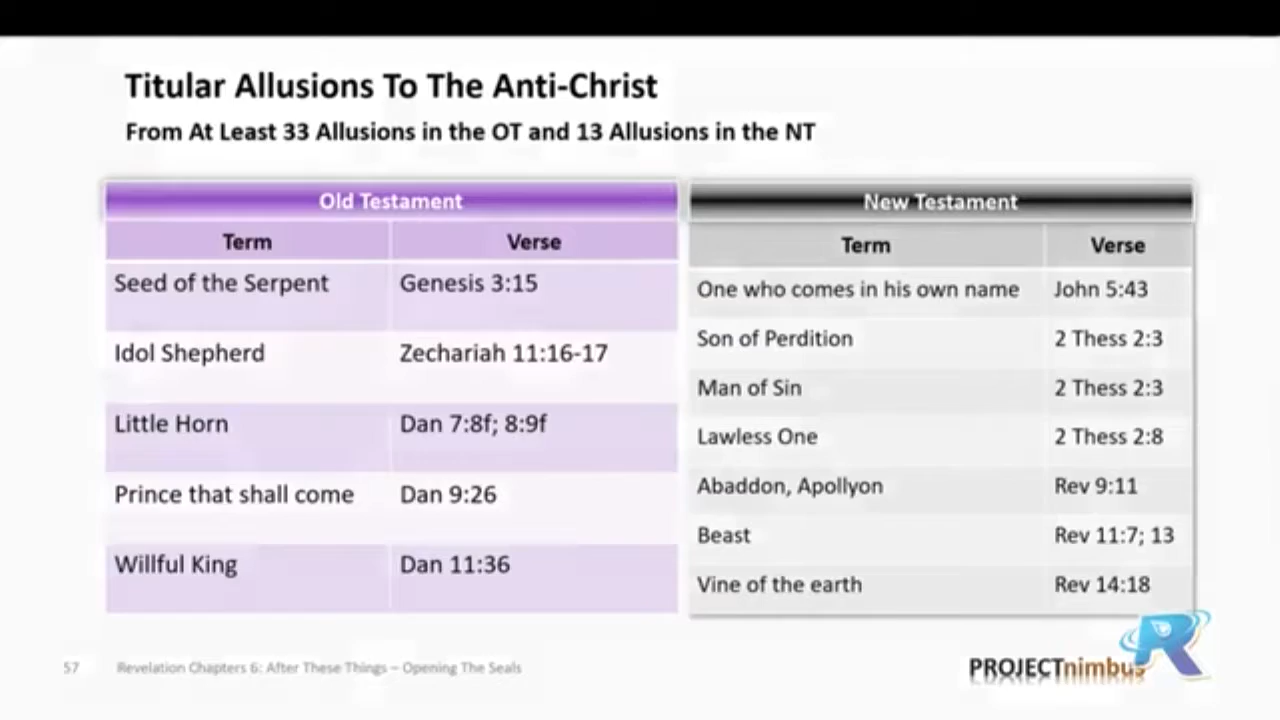 Titular Allusions To The Anti-Christ
From At Least 33 Allusions in the OT and 13 Allusions in the NT
Old Testament
Term Verse
Seed of the Serpent Genesis 3:15
Idol Shepherd Zechariah 11:16-17
Little Horn Dan 7:8f; 8:9f
Prince that shall come Dan 9:26
Willful King Dan 11:36
New Testament
Term Verse
One who comes in his own name John 5:43
Son of Perdition 2 Thess 2:3
Man of Sin 2 Thess 2:3
Lawless One 2 Thess 2:8
Abaddon, Apollyon Rev 9:11
Beast Rev 11:7; 13
Vine of the earth Rev 14:18
57 Revelation Chapters 6: After These Things – Opening The Seals
PROJECTnimbus
R